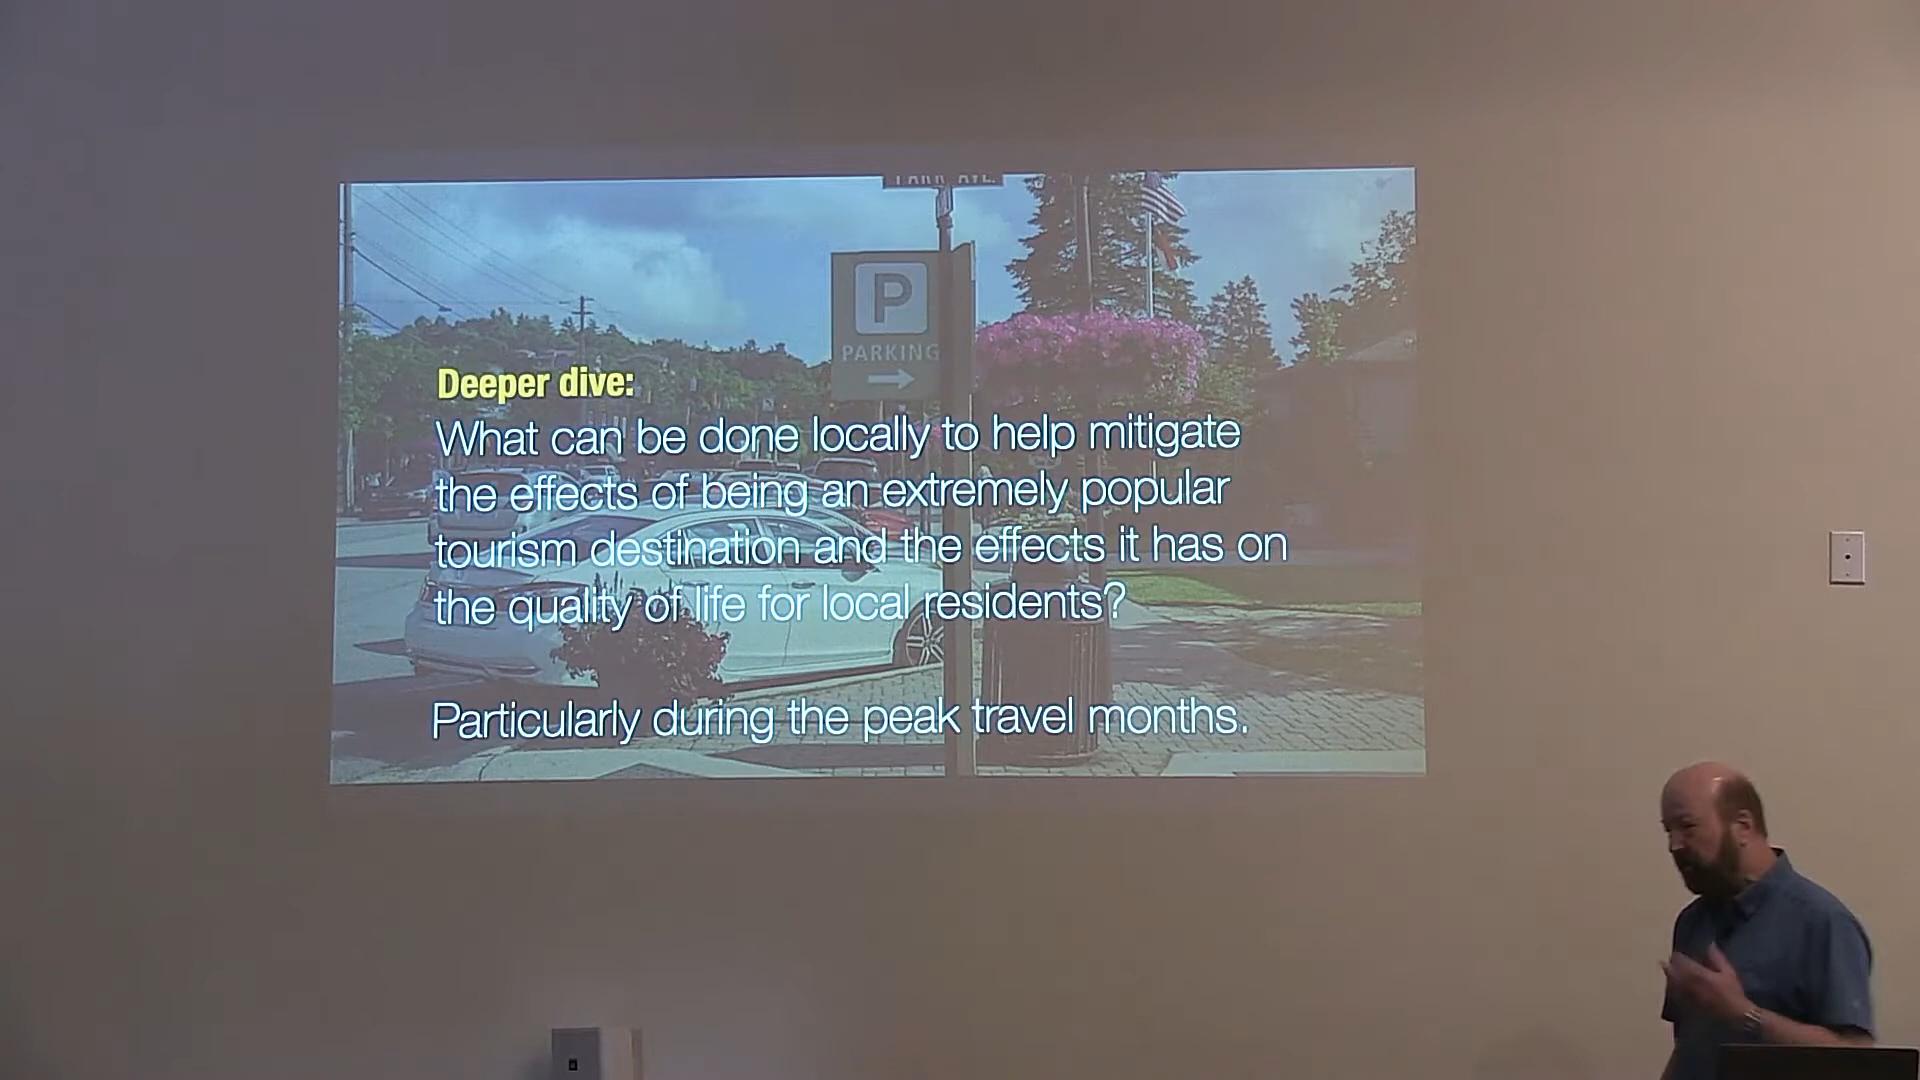 PARK AVE.
P
PARKING
Deeper dive:
What can be done locally to help mitigate
the effects of being an extremely popular
tourism destination and the effects it has on
the quality of life for local residents?
Particularly during the peak travel months.